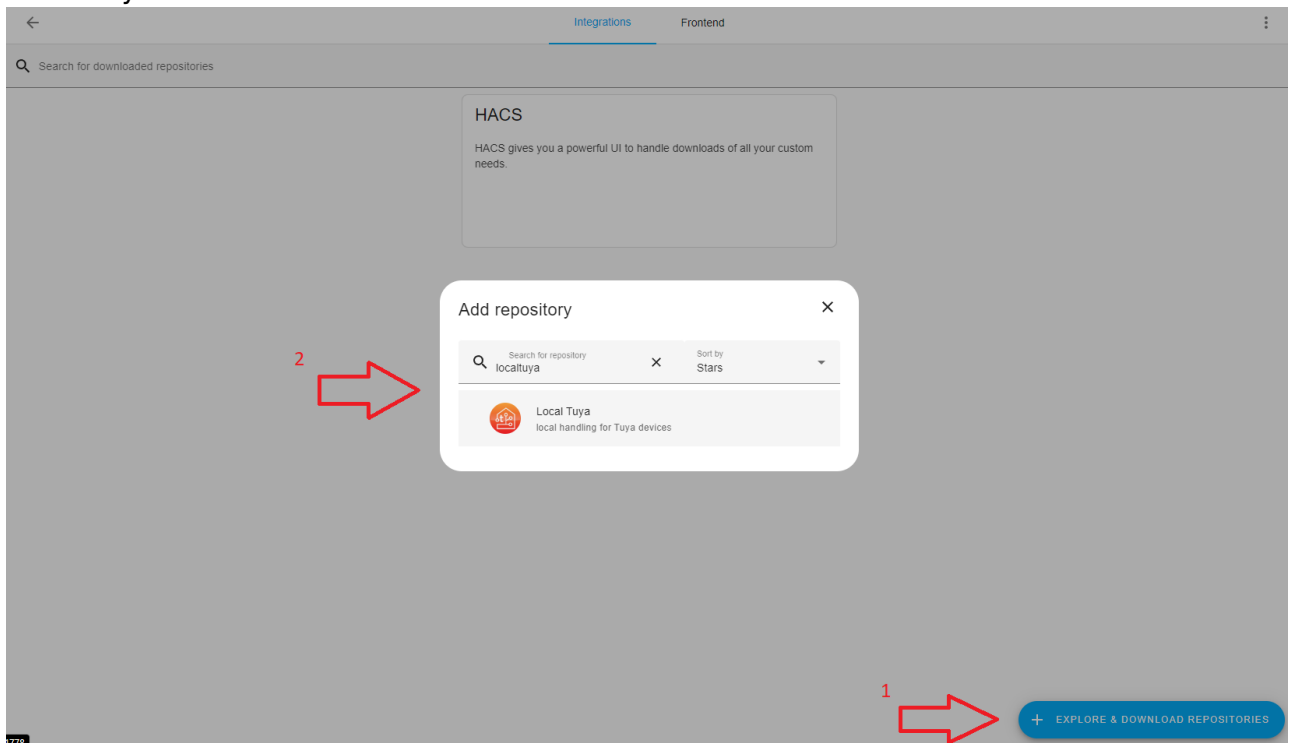 Integrations Frontend
Search for downloaded repositories
HACS
HACS gives you a powerful UI to handle downloads of all your custom
needs.
Add repository
Search for repository
localtuya
Sort by
Stars
Local Tuya
local handling for Tuya devices
2
1
+ EXPLORE & DOWNLOAD REPOSITORIES